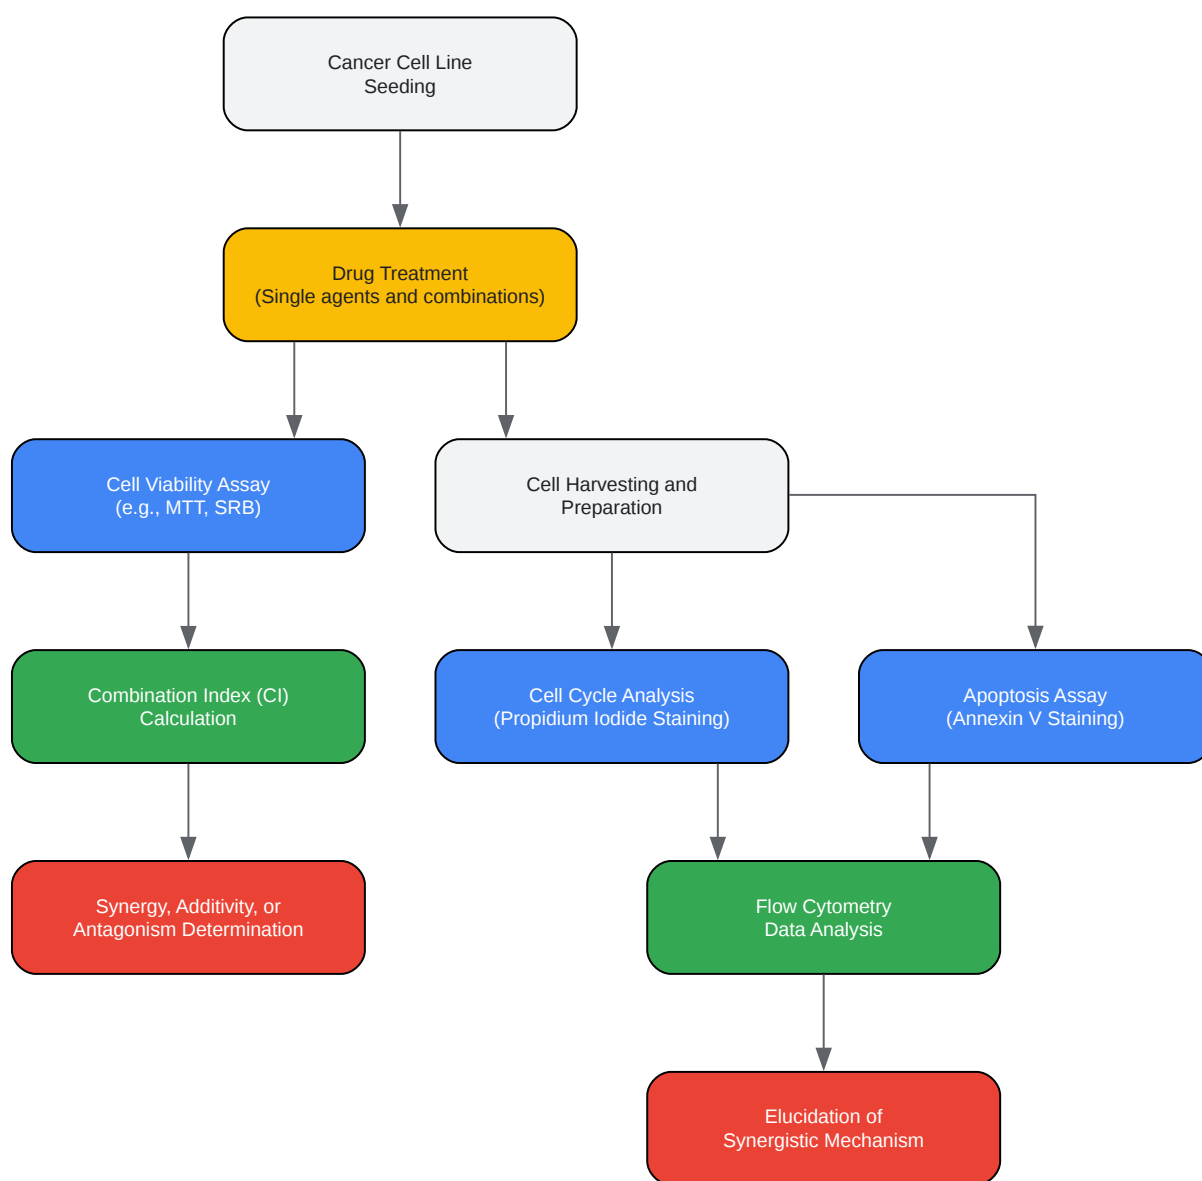 Cancer Cell Line
Seeding
Drug Treatment
(Single agents and combinations)
Cell Viability Assay
(e.g., MTT, SRB)
Cell Harvesting and
Preparation
Combination Index (CI)
Calculation
Cell Cycle Analysis
(Propidium Iodide Staining)
Apoptosis Assay
(Annexin V Staining)
Synergy, Additivity, or
Antagonism Determination
Flow Cytometry
Data Analysis
Elucidation of
Synergistic Mechanism